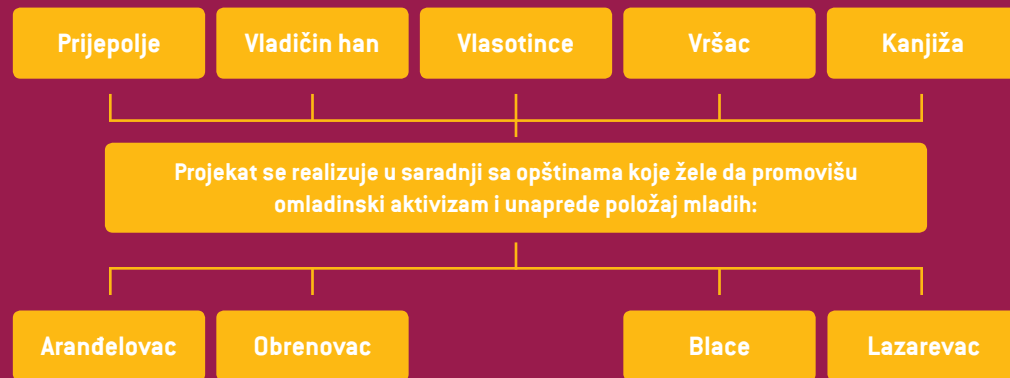 Prijepolje
Vladičin han
Vlasotince
Vršac
Kanjiža
Projekat se realizuje u saradnji sa opštinama koje žele da promovišu
omladinski aktivizam i unaprede položaj mladih:
Aranđelovac
Obrenovac
Blace
Lazarevac